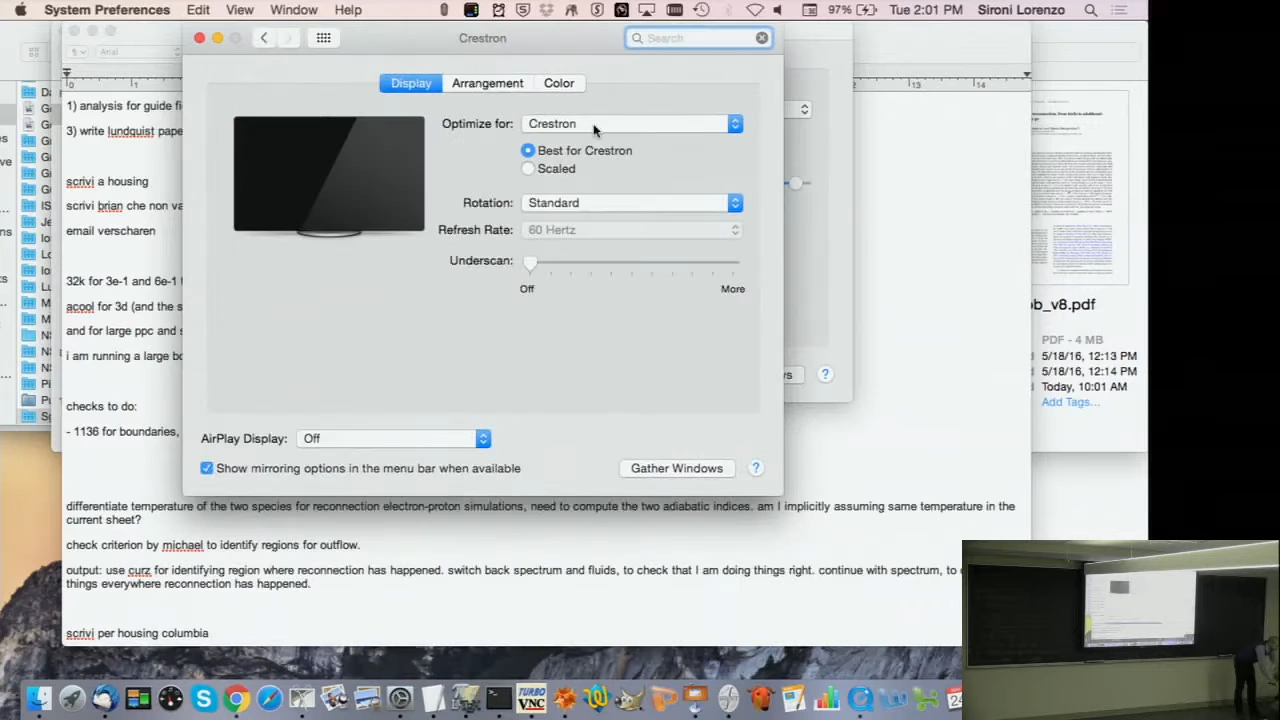 System Preferences Edit View Window Help
97% Tue 2:01 PM Sironi Lorenzo
Crestron
Search
Arial
0 1 13 14
Display Arrangement Color
Optimize for: Crestron
Best for Crestron
Scaled
Rotation: Standard
Refresh Rate: 60 Hertz
Underscan:
Off More
AirPlay Display: Off
Show mirroring options in the menu bar when available
Gather Windows ?
?
1) analysis for guide fi
3) write lundquist pape
scrivi a housing
scrivi brian che non va
email verscharen
32k for 3e-1 and 6e-1
acool for 3d (and the s
and for large ppc and s
i am running a large bo
checks to do:
- 1136 for boundaries,
differentiate temperature of the two species for reconnection electron-proton simulations, need to compute the two adiabatic indices. am I implicitly assuming same temperature in the
current sheet?
check criterion by michael to identify regions for outflow.
output: use curz for identifying region where reconnection has happened. switch back spectrum and fluids, to check that I am doing things right. continue with spectrum, to
things everywhere reconnection has happened.
scrivi per housing columbia
ob_v8.pdf
PDF - 4 MB
5/18/16, 12:13 PM
5/18/16, 12:14 PM
Today, 10:01 AM
Add Tags...
TURBO
VNC